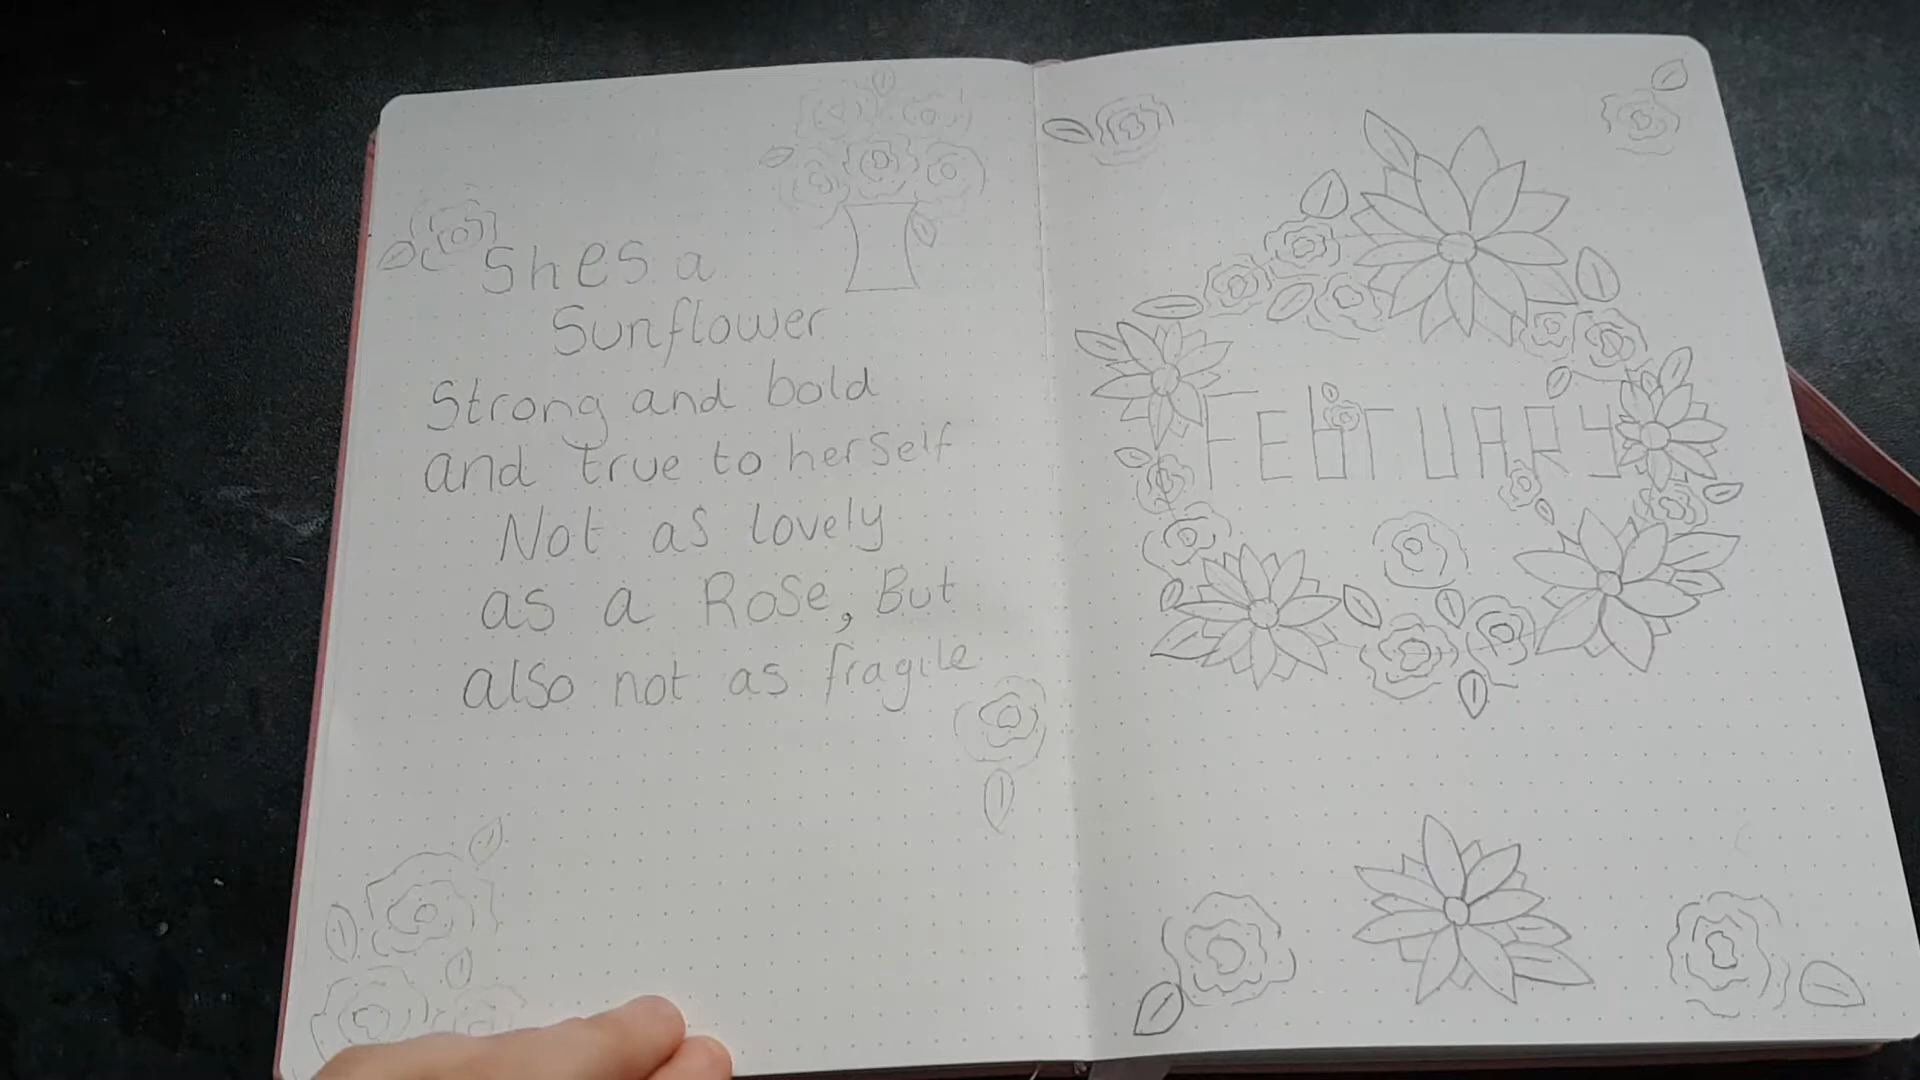 Shes a
Sunflower
Strong and bold
and true to herself
Not as lovely
as a Rose, But
also not as fragile
February